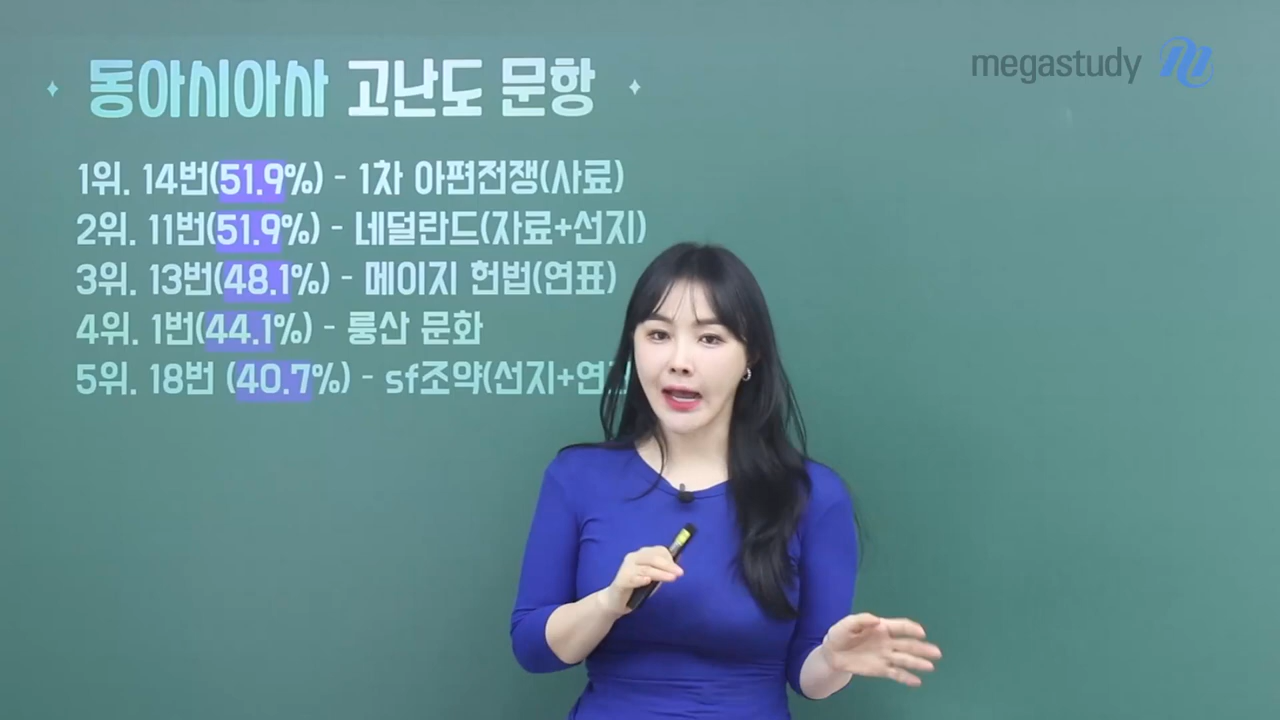 동아시아사 고난도 문항
megastudy
1위. 14번(51.9%) - 1차 아편전쟁(사료)
2위. 11번(51.9%) - 네덜란드(자료+선지)
3위. 13번(48.1%) - 메이지 헌법(연표)
4위. 1번(44.1%) - 룽산 문화
5위. 18번 (40.7%) - sf조약(선지+